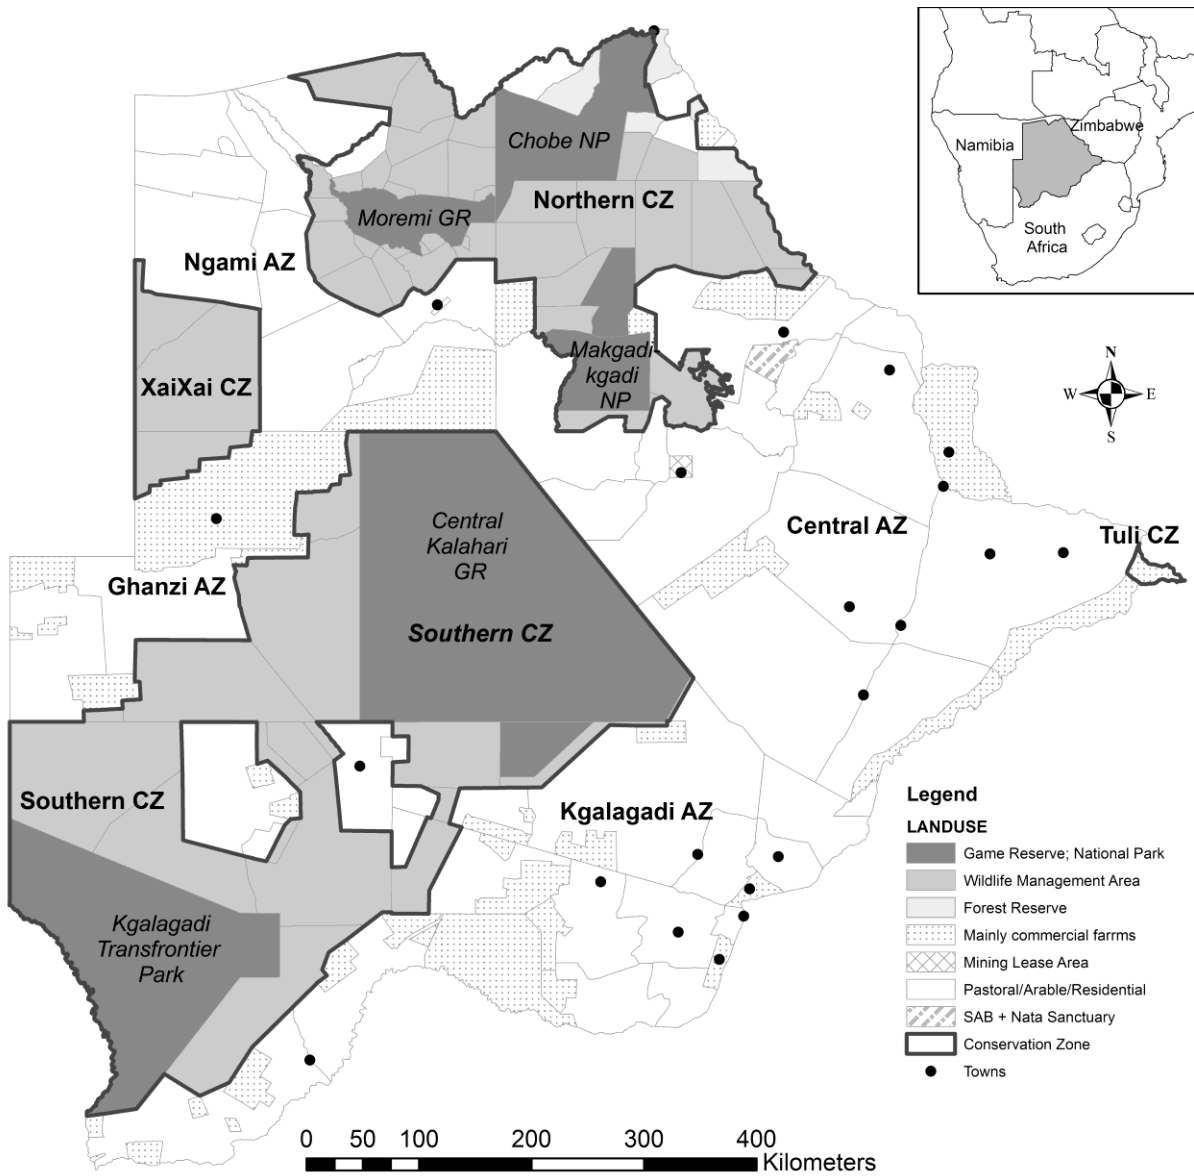 Namibia
Zimbabwe
South
Africa
Chobe NP
Northern CZ
Moremi GR
Ngami AZ
XaiXai CZ
Makgadi
kgadi
NP
N
W
E
S
Central
Kalahari
GR
Central AZ
Tuli CZ
Ghanzi AZ
Southern CZ
Southern CZ
Kgalagadi AZ
Kgalagadi
Transfrontier
Park
Legend
LANDUSE
Game Reserve; National Park
Wildlife Management Area
Forest Reserve
Mainly commercial farrms
Mining Lease Area
Pastoral/Arable/Residential
SAB + Nata Sanctuary
Conservation Zone
Towns
0 50 100 200 300 400
Kilometers